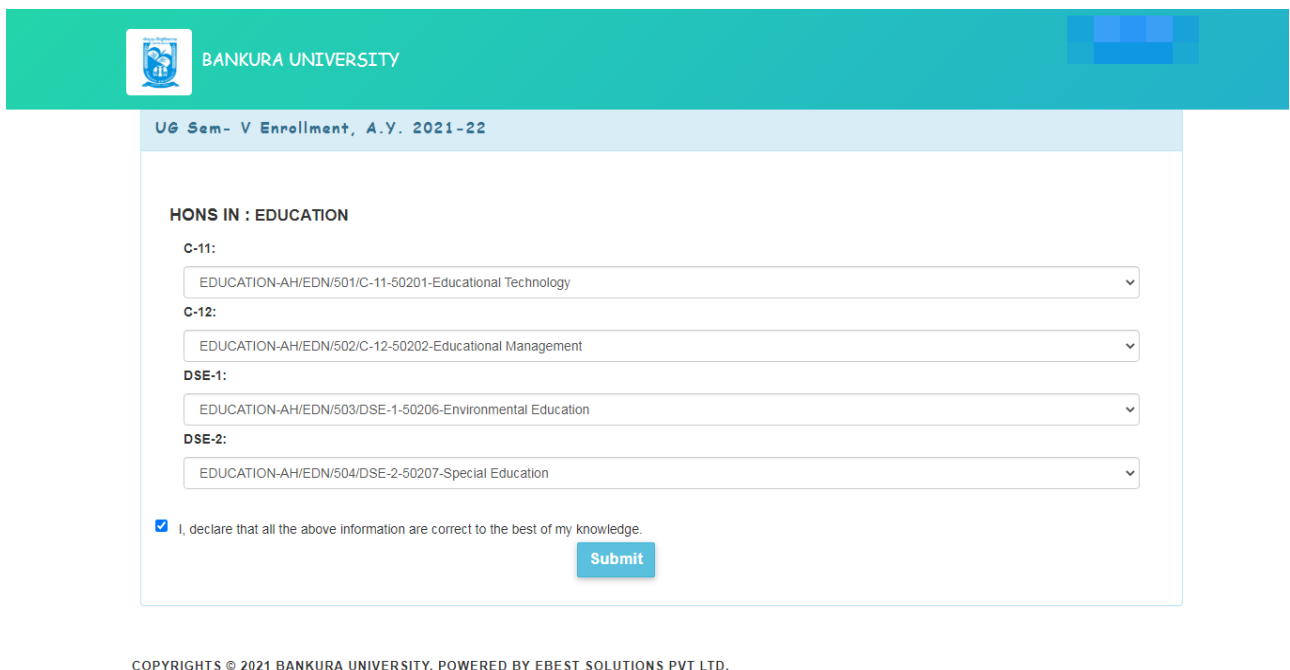 BANKURA UNIVERSITY
UG Sem- V Enrollment, A.Y. 2021-22
HONS IN : EDUCATION
C-11:
EDUCATION-AH/EDN/501/C-11-50201-Educational Technology
C-12:
EDUCATION-AH/EDN/502/C-12-50202-Educational Management
DSE-1:
EDUCATION-AH/EDN/503/DSE-1-50206-Environmental Education
DSE-2:
EDUCATION-AH/EDN/504/DSE-2-50207-Special Education
I, declare that all the above information are correct to the best of my knowledge.
Submit
COPYRIGHTS © 2021 BANKURA UNIVERSITY. POWERED BY EBEST SOLUTIONS PVT LTD.